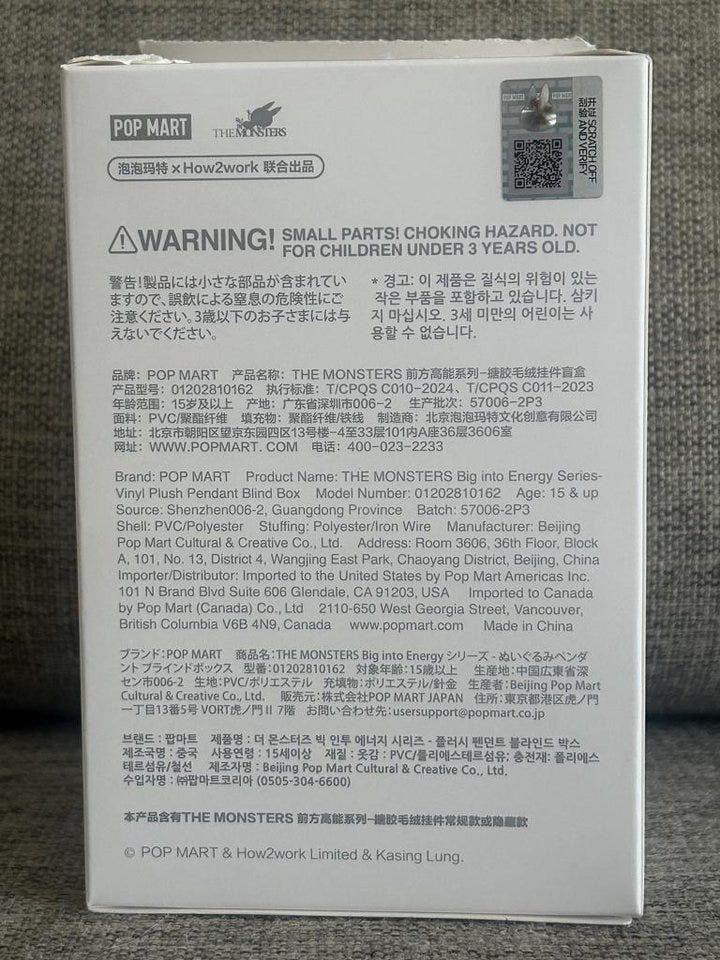 POP MART
THE MONSTERS
泡泡玛特×How2work 联合出品
POP MART
刮开验证 SCRATCH OFF AND VERIFY
WARNING! SMALL PARTS! CHOKING HAZARD. NOT
FOR CHILDREN UNDER 3 YEARS OLD.
警告!製品には小さな部品が含まれてい
ますので、誤飲による窒息の危険性にご
注意ください。3歳以下のお子さまには与
えないでください。
* 경고: 이 제품은 질식의 위험이 있는
작은 부품을 포함하고 있습니다. 삼키
지 마십시오. 3세 미만의 어린이는 사
용할 수 없습니다.
品牌: POP MART 产品名称: THE MONSTERS 前方高能系列-搪胶毛绒挂件盲盒
产品型号: 01202810162 执行标准: T/CPQS C010-2024、T/CPQS C011-2023
年龄范围: 15岁及以上 产地: 广东省深圳市006-2 生产批次: 57006-2P3
面料: PVC/聚酯纤维 填充物: 聚酯纤维/铁线 制造商: 北京泡泡玛特文化创意有限公司
地址: 北京市朝阳区望京东园四区13号楼-4至33层101内A座36层3606室
网址: WWW.POPMART. COM 电话: 400-023-2233
Brand: POP MART Product Name: THE MONSTERS Big into Energy Series-
Vinyl Plush Pendant Blind Box Model Number: 01202810162 Age: 15 & up
Source: Shenzhen006-2, Guangdong Province Batch: 57006-2P3
Shell: PVC/Polyester Stuffing: Polyester/Iron Wire Manufacturer: Beijing
Pop Mart Cultural & Creative Co., Ltd. Address: Room 3606, 36th Floor, Block
A, 101, No. 13, District 4, Wangjing East Park, Chaoyang District, Beijing, China
Importer/Distributor: Imported to the United States by Pop Mart Americas Inc.
101 N Brand Blvd Suite 606 Glendale, CA 91203, USA Imported to Canada
by Pop Mart (Canada) Co., Ltd 2110-650 West Georgia Street, Vancouver,
British Columbia V6B 4N9, Canada www.popmart.com Made in China
ブランド:POP MART 商品名:THE MONSTERS Big into Energy シリーズ - ぬいぐるみペンダ
ント ブラインドボックス 型番:01202810162 対象年齢:15歳以上 生産地:中国広東省深
セン市006-2 生地:PVC/ポリエステル 充填物:ポリエステル/針金 生産者:Beijing Pop Mart
Cultural & Creative Co., Ltd. 販売元:株式会社POP MART JAPAN 住所:東京都港区虎ノ門
一丁目13番5号 VORT虎ノ門II 7階 お問い合わせ先:usersupport@popmart.co.jp
브랜드 : 팝마트 제품명 : 더 몬스터즈 빅 인투 에너지 시리즈 - 플러시 펜던트 블라인드 박스
제조국명 : 중국 사용연령 : 15세이상 재질 : 옷감 : PVC/폴리에스테르섬유; 충전재: 폴리에스
테르섬유/철선 제조자명 : Beijing Pop Mart Cultural & Creative Co,. Ltd.
수입자명 : ㈜팝마트코리아 (0505-304-6600)
本产品含有THE MONSTERS 前方高能系列-搪胶毛绒挂件常规款或隐藏款
© POP MART & How2work Limited & Kasing Lung.